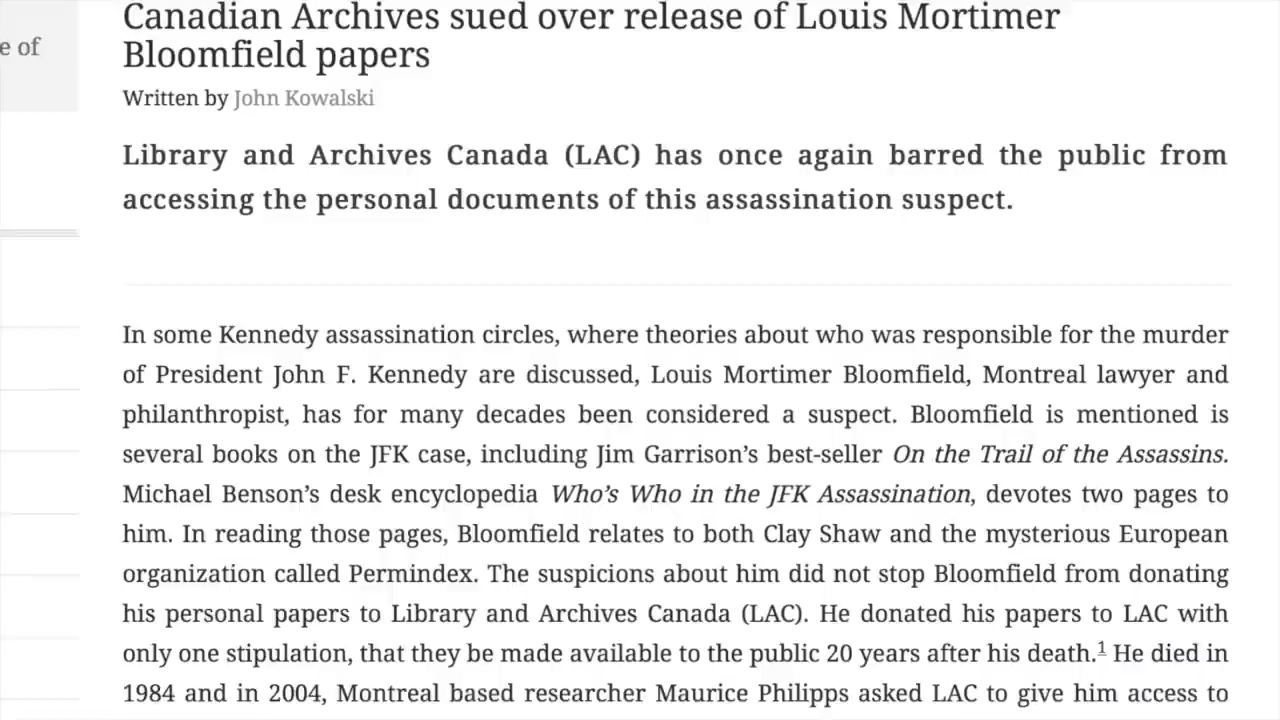 Canadian Archives sued over release of Louis Mortimer
Bloomfield papers
e of
Written by John Kowalski
Library and Archives Canada (LAC) has once again barred the public from
accessing the personal documents of this assassination suspect.
In some Kennedy assassination circles, where theories about who was responsible for the murder
of President John F. Kennedy are discussed, Louis Mortimer Bloomfield, Montreal lawyer and
philanthropist, has for many decades been considered a suspect. Bloomfield is mentioned is
several books on the JFK case, including Jim Garrison’s best-seller On the Trail of the Assassins.
Michael Benson’s desk encyclopedia Who’s Who in the JFK Assassination, devotes two pages to
him. In reading those pages, Bloomfield relates to both Clay Shaw and the mysterious European
organization called Permindex. The suspicions about him did not stop Bloomfield from donating
his personal papers to Library and Archives Canada (LAC). He donated his papers to LAC with
only one stipulation, that they be made available to the public 20 years after his death.1 He died in
1984 and in 2004, Montreal based researcher Maurice Philipps asked LAC to give him access to